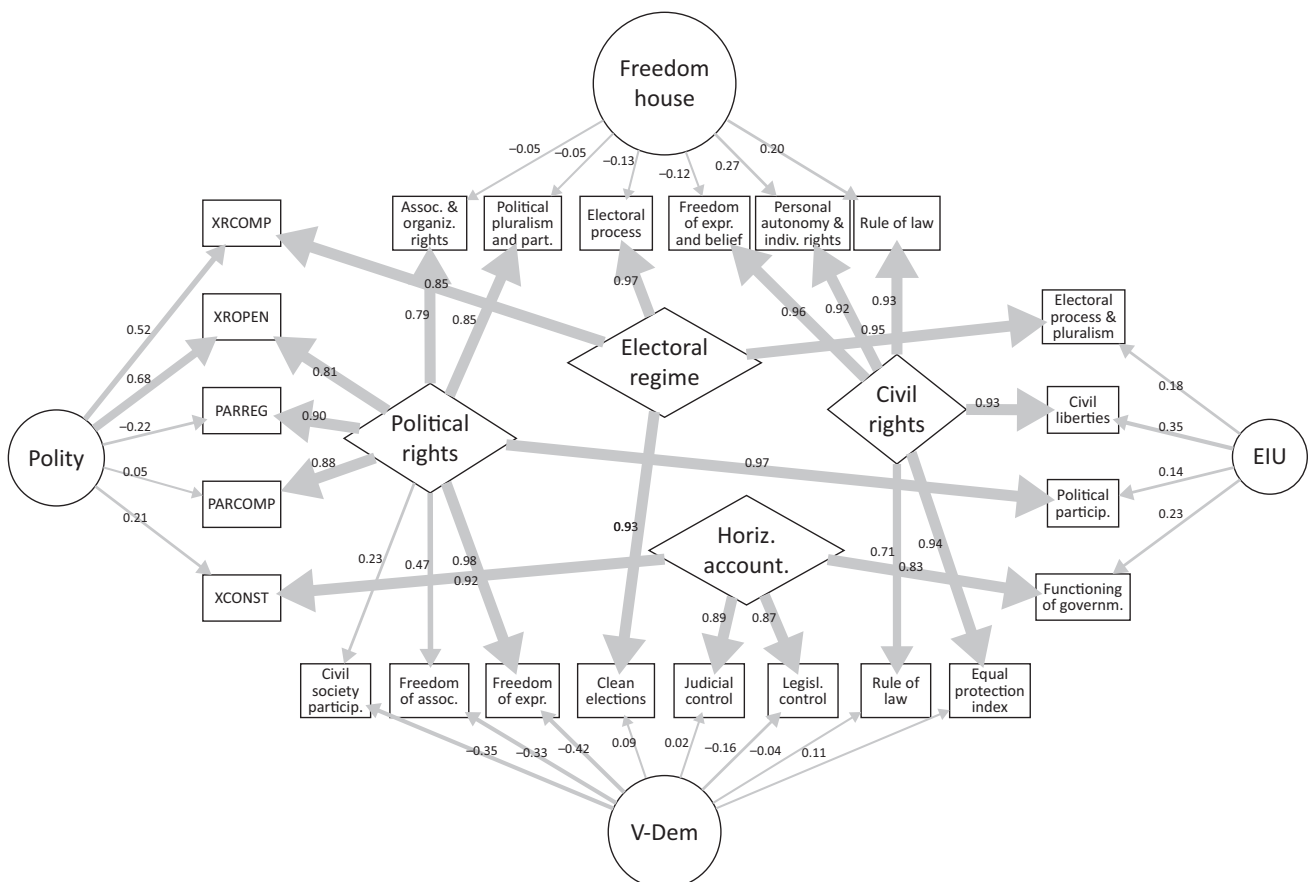 Freedom
house
−0.05
−0.05
−0.13
−0.12
0.27
0.20
XRCOMP
Assoc. &
organiz.
rights
Political
pluralism
and part.
Electoral
process
Freedom
of expr.
and belief
Personal
autonomy &
indiv. rights
Rule of law
0.85
0.79
0.85
0.97
0.96
0.92
0.93
0.95
0.52
XROPEN
Electoral
process &
pluralism
Electoral
regime
0.68
0.81
0.18
PARREG
0.90
Political
rights
Civil
rights
0.93
Civil
liberties
0.35
−0.22
Polity
EIU
0.05
0.88
0.97
0.14
PARCOMP
Political
particip.
0.21
0.23
0.93
Horiz.
account.
0.23
0.47
0.98
0.92
0.71
0.94
0.83
XCONST
Functioning
of governm.
0.89
0.87
Civil
society
particip.
Freedom
of assoc.
Freedom
of expr.
Clean
elections
Judicial
control
Legisl.
control
Rule of
law
Equal
protection
index
−0.35
−0.33
−0.42
0.09
0.02
−0.16
−0.04
0.11
V-Dem